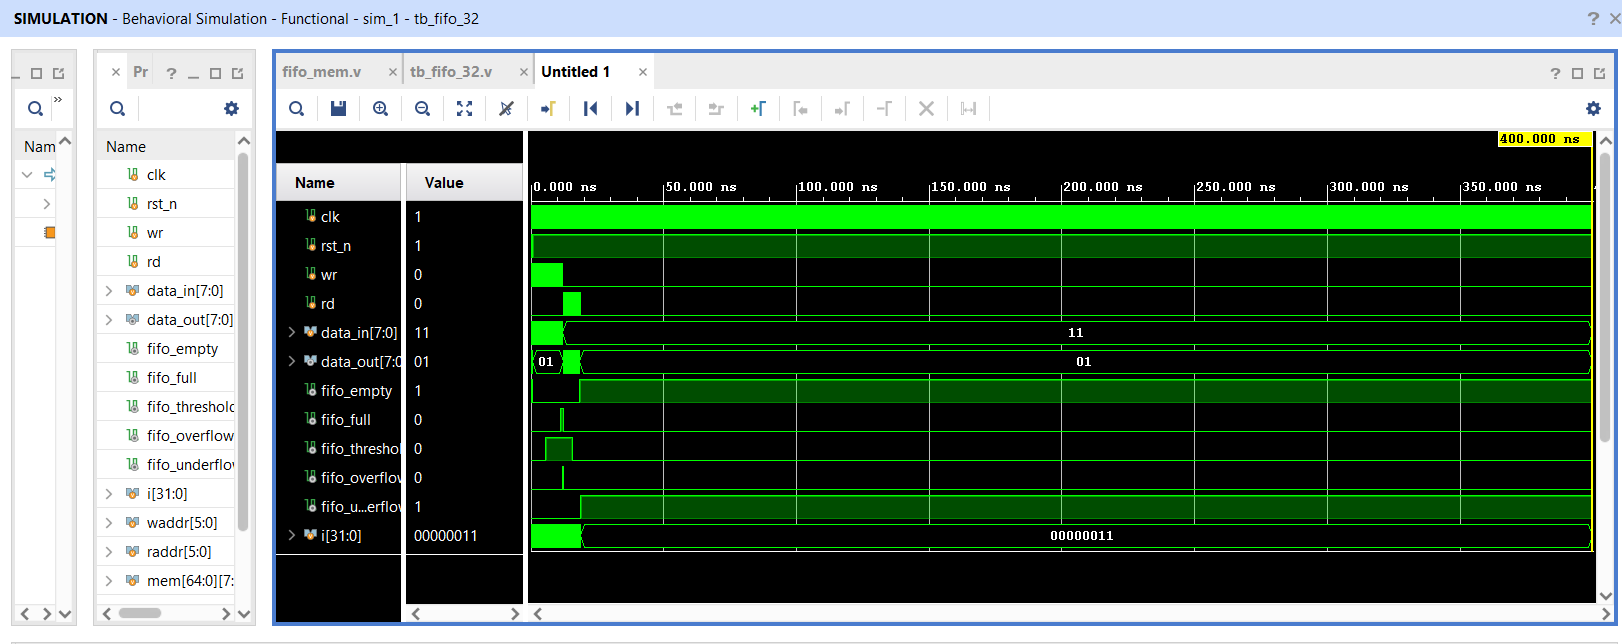 SIMULATION - Behavioral Simulation - Functional - sim_1 - tb_fifo_32
? ×
× Pr ?
fifo_mem.v × tb_fifo_32.v × Untitled 1 ×
?
»
400.000 ns
Nam
Name
Name Value
0.000 ns 50.000 ns 100.000 ns 150.000 ns 200.000 ns 250.000 ns 300.000 ns 350.000 ns
clk
rst_n
wr
rd
data_in[7:0]
data_out[7:0]
fifo_empty
fifo_full
fifo_threshold
fifo_overflow
fifo_underflow
i[31:0]
waddr[5:0]
raddr[5:0]
mem[64:0][7:
clk 1
rst_n 1
wr 0
rd 0
data_in[7:0] 11 11
data_out[7:0 01 01 01
fifo_empty 1
fifo_full 0
fifo_threshol 0
fifo_overflow 0
fifo_u...erflow 1
i[31:0] 00000011 00000011